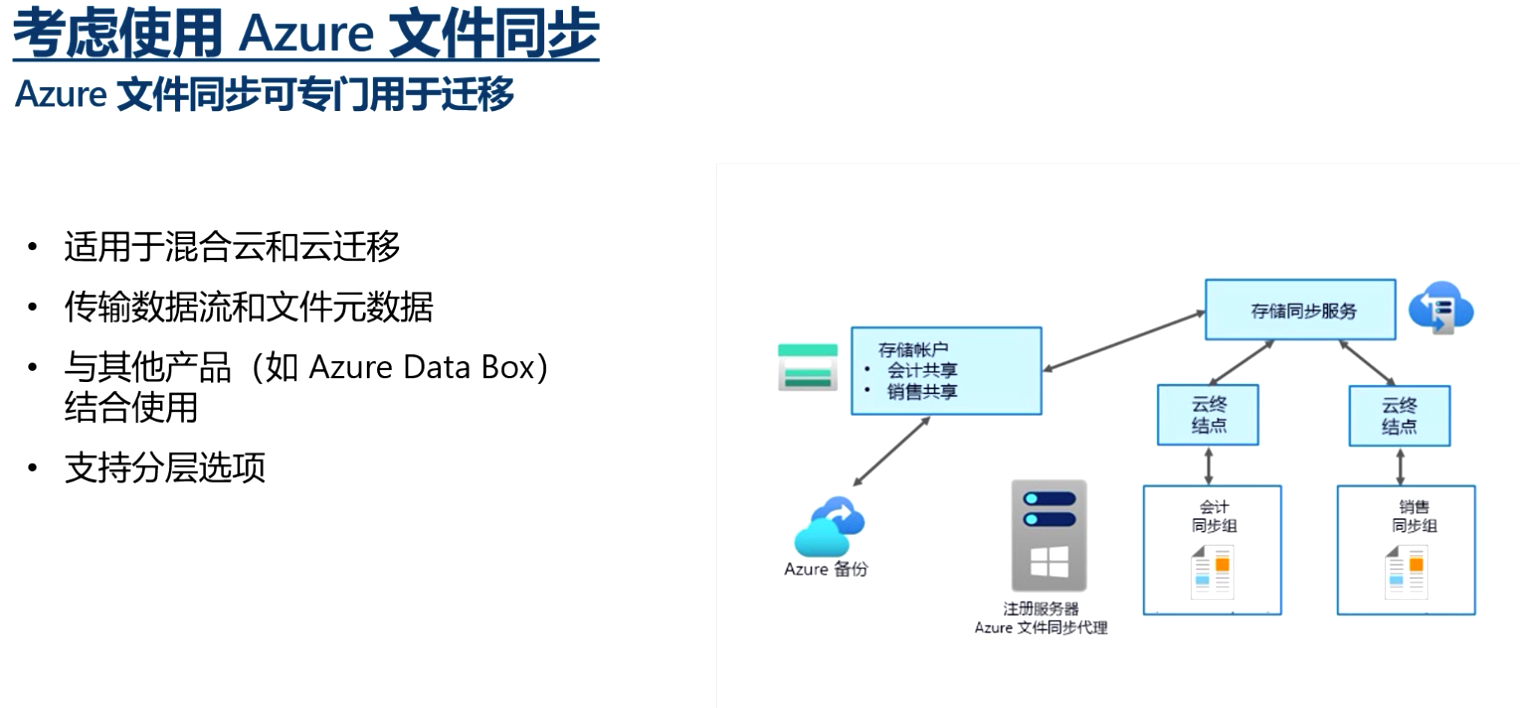 考虑使用 Azure 文件同步
Azure 文件同步可专门用于迁移
• 适用于混合云和云迁移
• 传输数据流和文件元数据
• 与其他产品（如 Azure Data Box）
结合使用
• 支持分层选项
存储同步服务
存储帐户
• 会计共享
• 销售共享
云终
结点
云终
结点
会计
同步组
销售
同步组
Azure 备份
注册服务器
Azure 文件同步代理